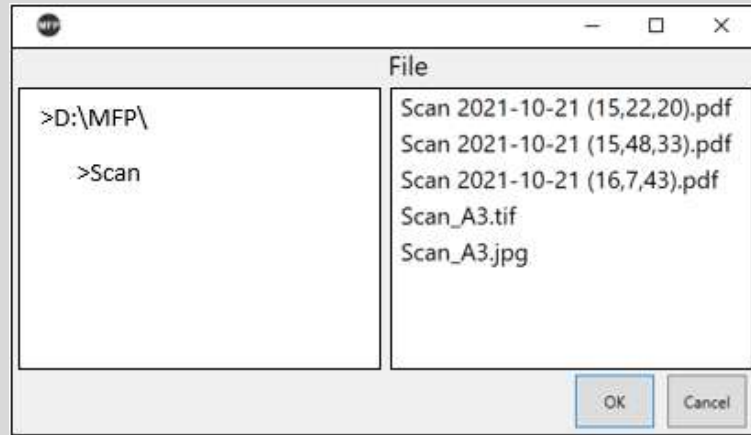 MFP
File
>D:\MFP\
>Scan
Scan 2021-10-21 (15,22,20).pdf
Scan 2021-10-21 (15,48,33).pdf
Scan 2021-10-21 (16,7,43).pdf
Scan_A3.tif
Scan_A3.jpg
OK
Cancel